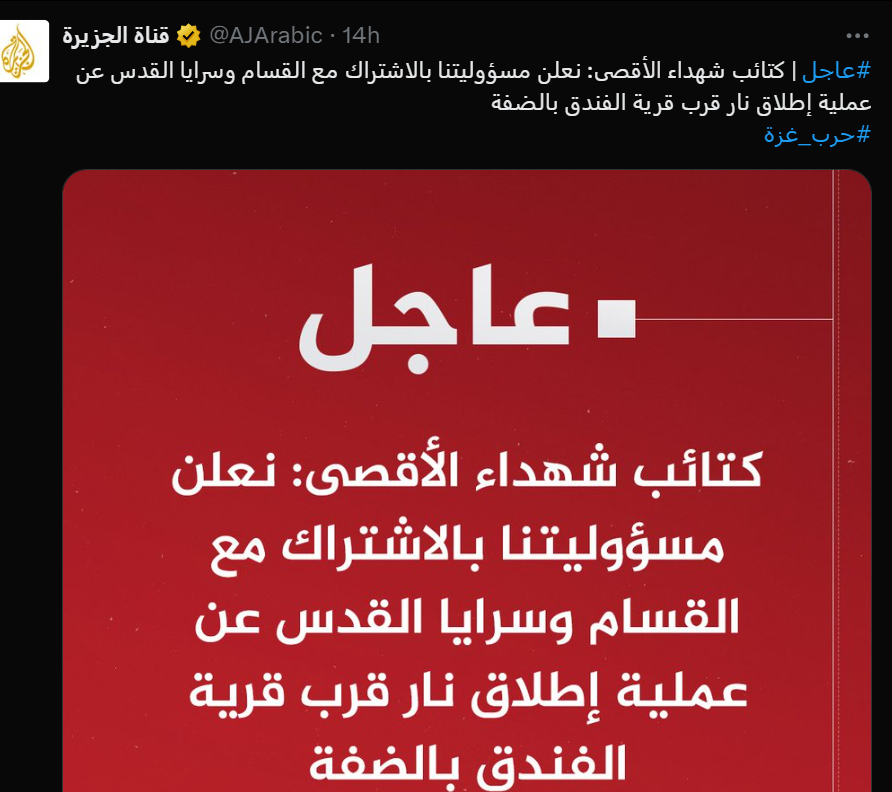 قناة الجزيرة @AJArabic · 14h
#عاجل | كتائب شهداء الأقصى: نعلن مسؤوليتنا بالاشتراك مع القسام وسرايا القدس عن
عملية إطلاق نار قرب قرية الفندق بالضفة
#حرب_غزة
عاجل
كتائب شهداء الأقصى: نعلن
مسؤوليتنا بالاشتراك مع
القسام وسرايا القدس عن
عملية إطلاق نار قرب قرية
الفندق بالضفة